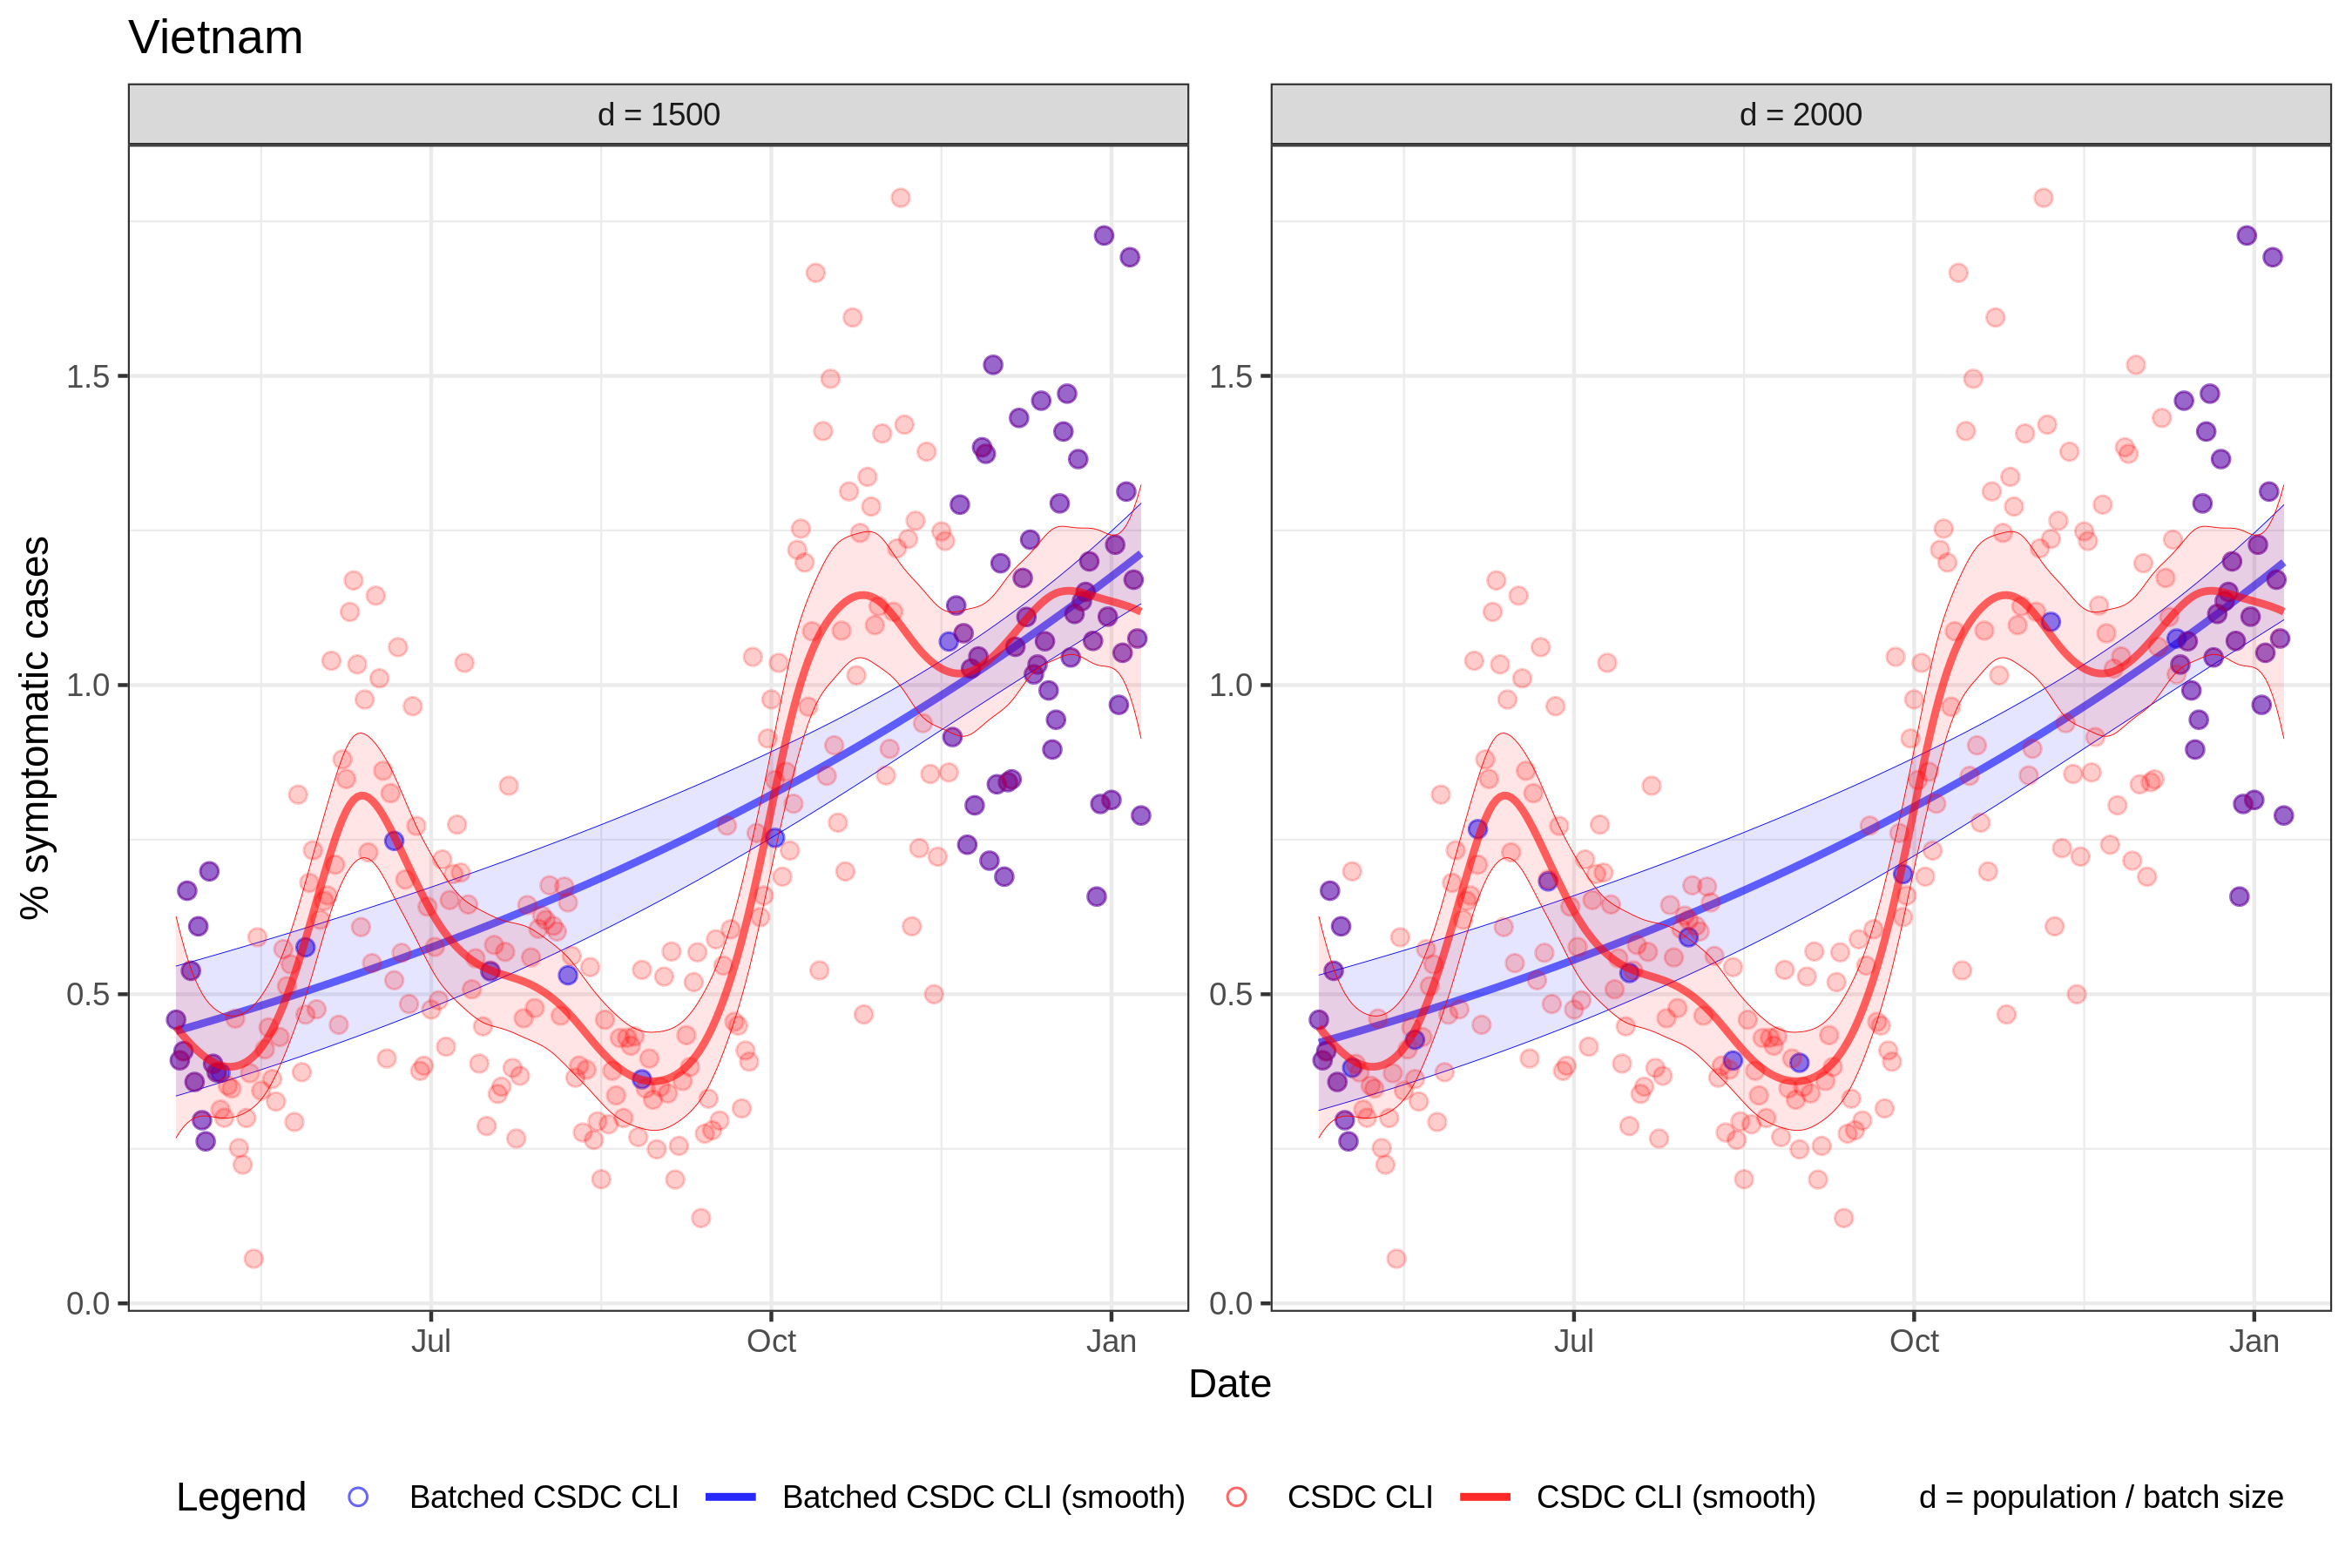 Vietnam
d = 1500
d = 2000
% symptomatic cases
1.5
1.0
0.5
0.0
1.5
1.0
0.5
0.0
Jul
Oct
Jan
Jul
Oct
Jan
Date
Legend
Batched CSDC CLI
Batched CSDC CLI (smooth)
CSDC CLI
CSDC CLI (smooth)
d = population / batch size